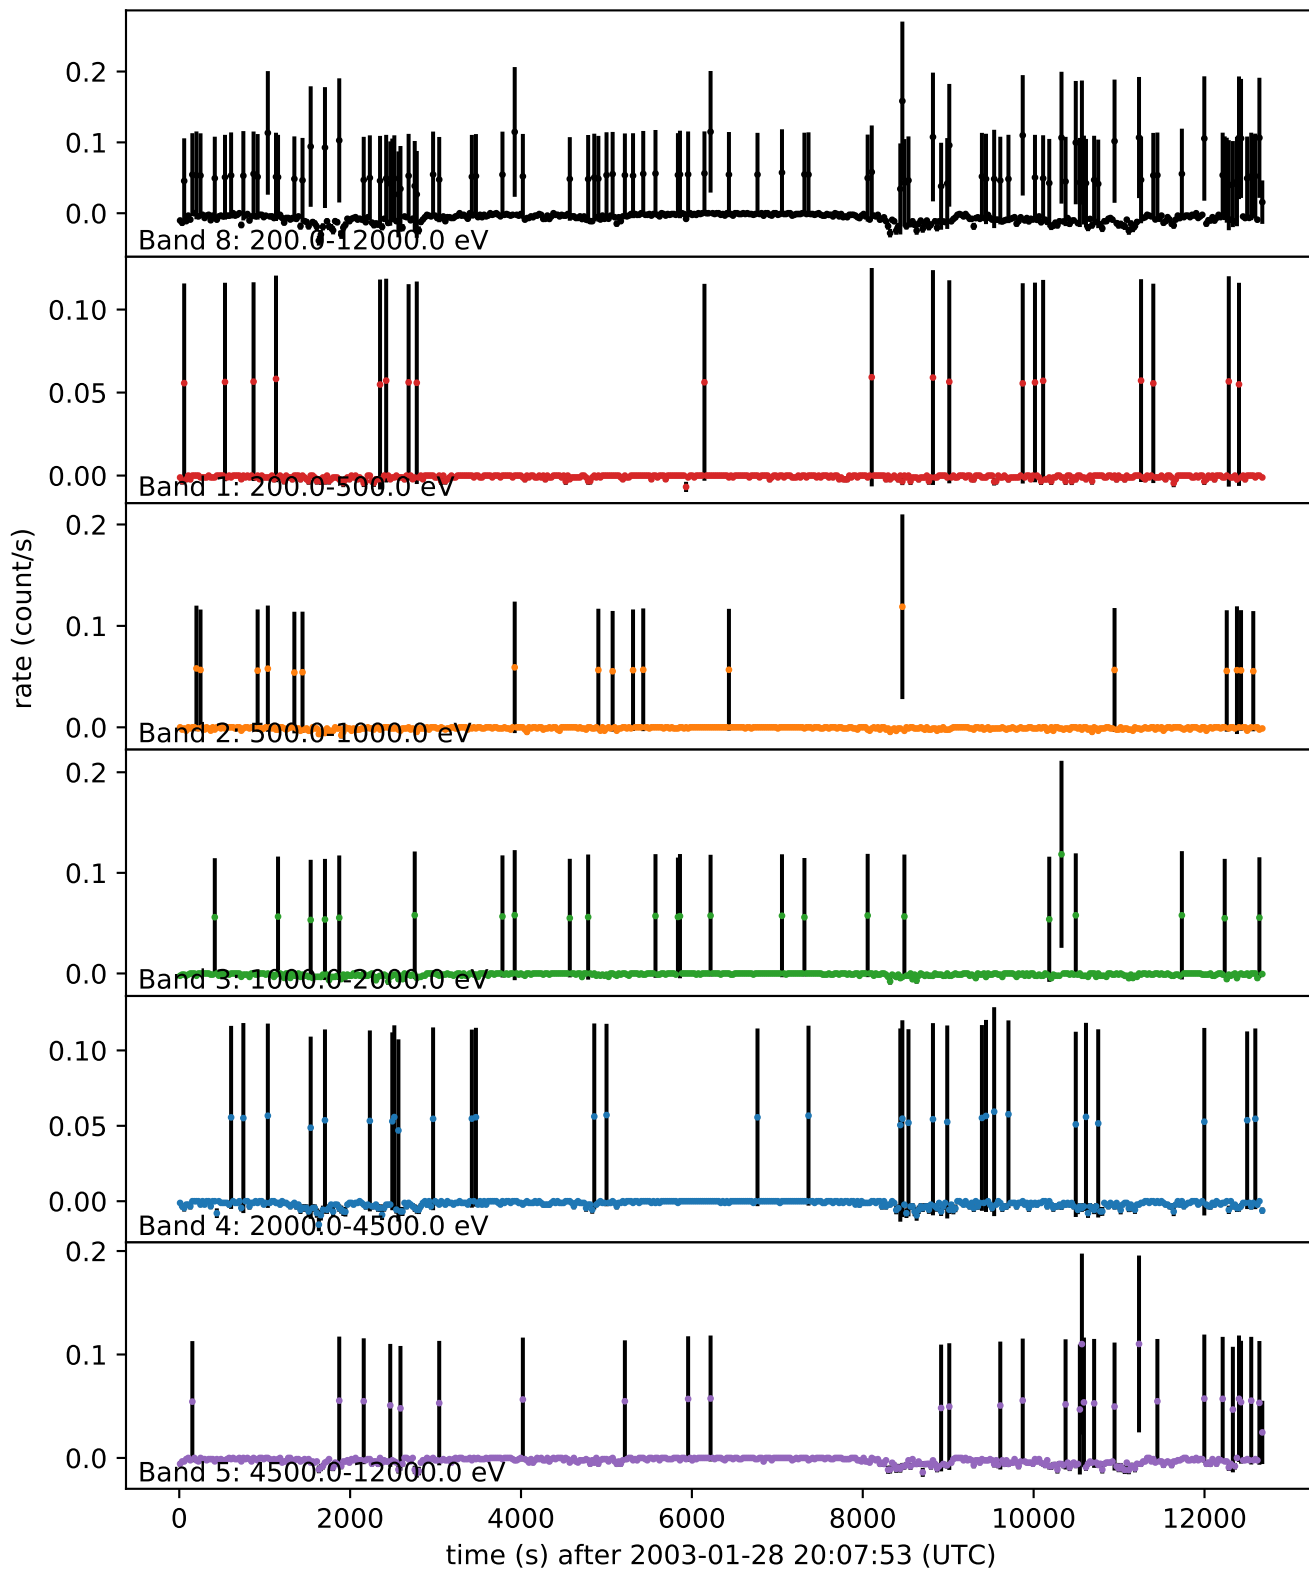 0.2
0.1
0.0
Band 8: 200.0-12000.0 eV
0.10
0.05
0.00
Band 1: 200.0-500.0 eV
rate (count/s)
0.2
0.1
0.0
Band 2: 500.0-1000.0 eV
0.2
0.1
0.0
Band 3: 1000.0-2000.0 eV
0.10
0.05
0.00
Band 4: 2000.0-4500.0 eV
0.2
0.1
0.0
Band 5: 4500.0-12000.0 eV
0 2000 4000 6000 8000 10000 12000
time (s) after 2003-01-28 20:07:53 (UTC)